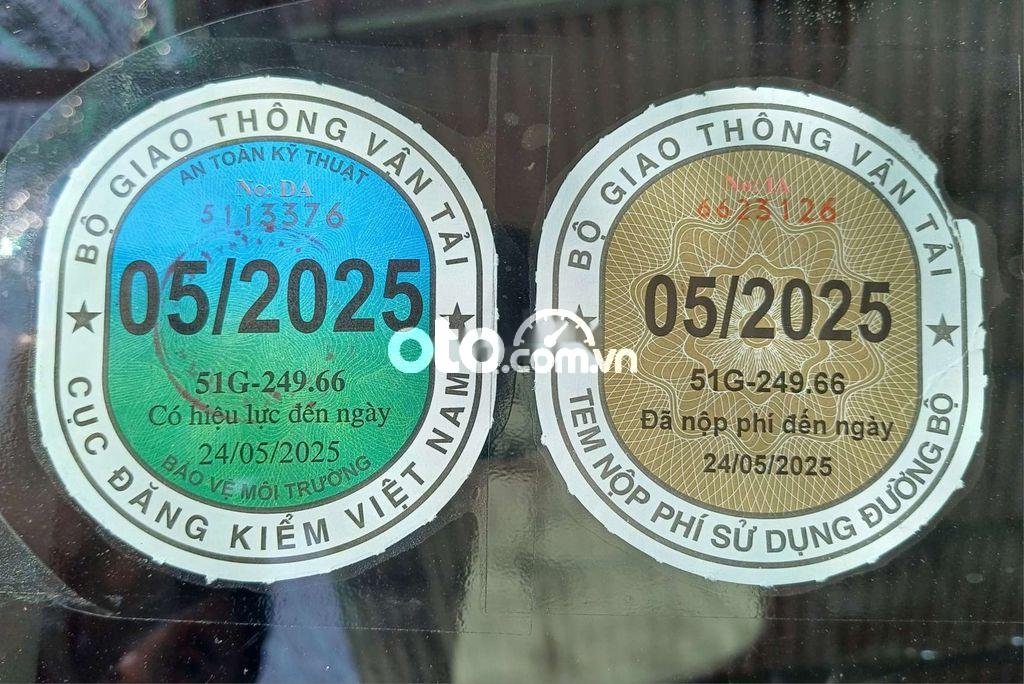 BỘ GIAO THÔNG VẬN TẢI
AN TOÀN KỸ THUẬT
No: DA
5113376
05/2025
51G-249.66
Có hiệu lực đến ngày
24/05/2025
BẢO VỆ MÔI TRƯỜNG
CỤC ĐĂNG KIỂM VIỆT NAM
BỘ GIAO THÔNG VẬN TẢI
No: IA
6623126
05/2025
51G-249.66
Đã nộp phí đến ngày
24/05/2025
TEM NỘP PHÍ SỬ DỤNG ĐƯỜNG BỘ
oto.com.vn